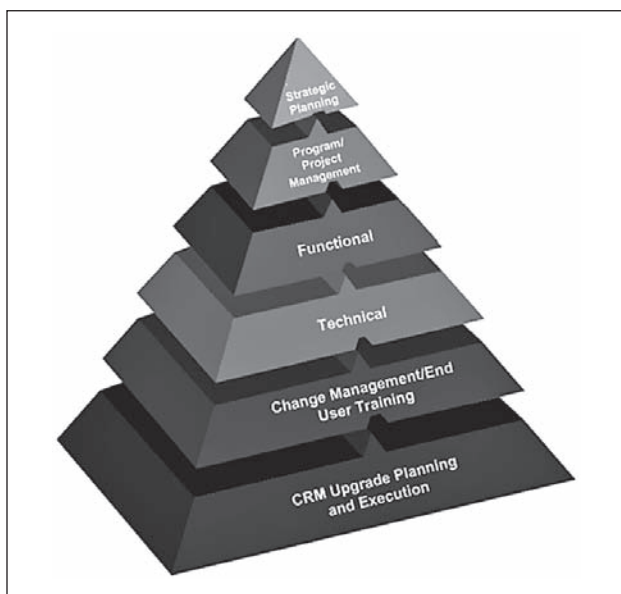 Strategic
Planning
Program/
Project
Management
Functional
Technical
Change Management/End
User Training
CRM Upgrade Planning
and Execution